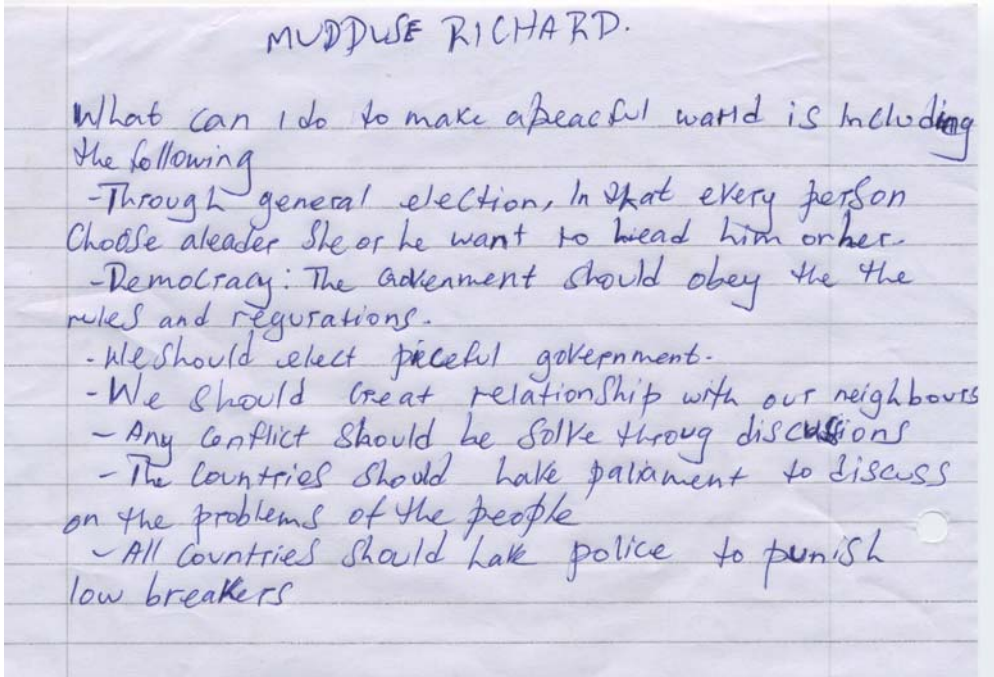 MUDDUSE RICHARD.
What can I do to make apeacful warld is Including
the following
-Through general election, In that every person
Choose aleader She or he want to head him or her.
-Democracy: The Govenment should obey the the
rules and regurations.
- We should elect piceful government.
- We should Creat relationship with our neighbours
- Any Conflict should be Solve throug discussions
- The Countries should have paliament to discuss
on the problems of the people
- All Countries should have police to punish
low breakers